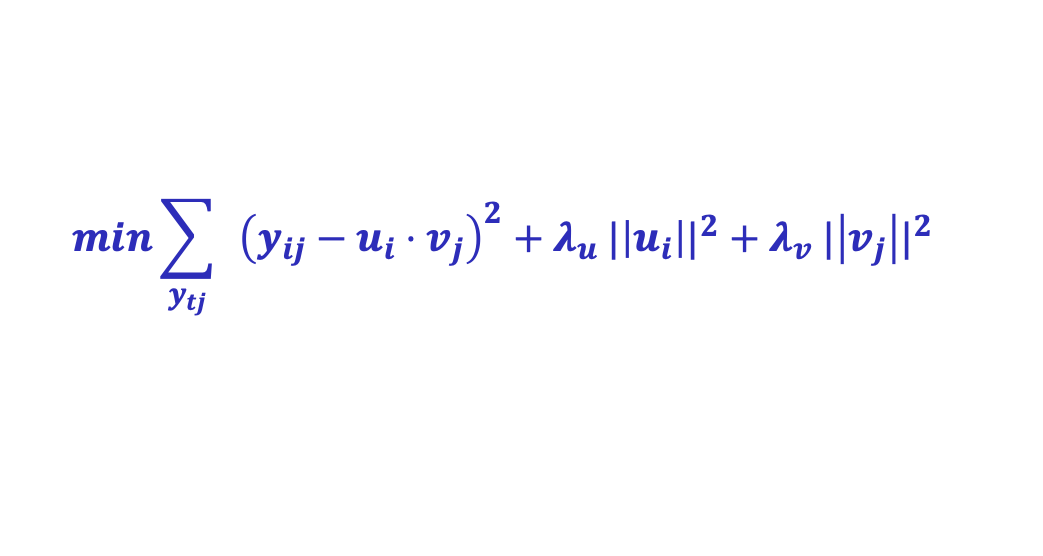 min ∑ (y_ij − u_i · v_j)² + λ_u ||u_i||² + λ_v ||v_j||²
y_tj